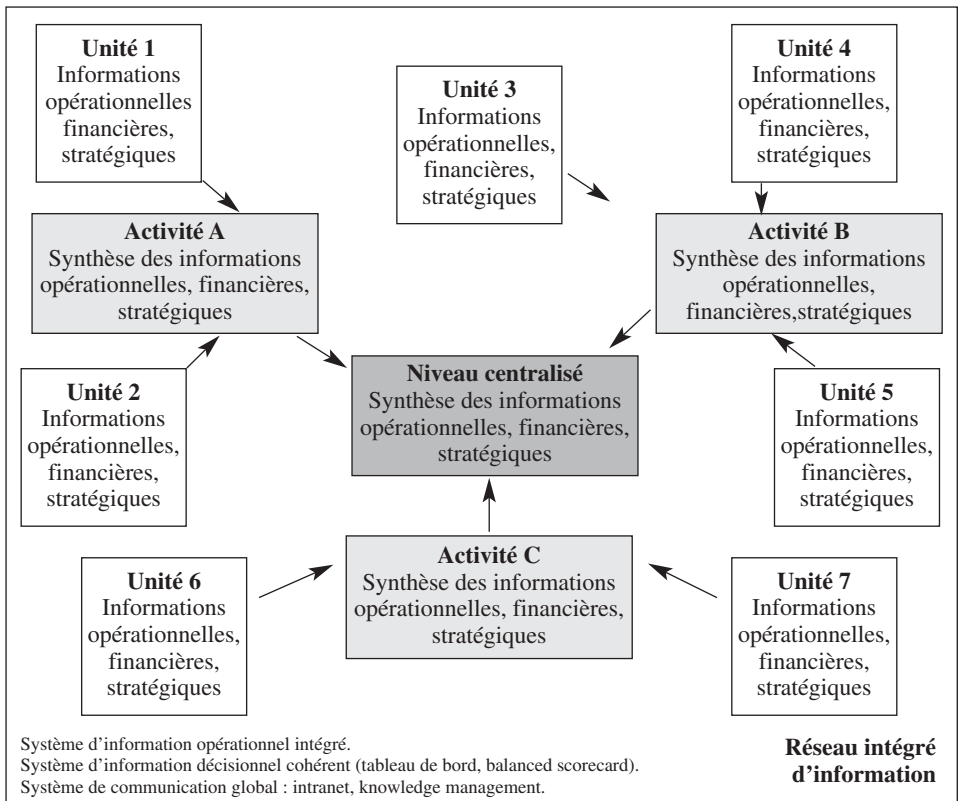 Unité 1
Informations
opérationnelles
financières,
stratégiques
Unité 3
Informations
opérationnelles,
financières,
stratégiques
Unité 4
Informations
opérationnelles,
financières,
stratégiques
Activité A
Synthèse des informations
opérationnelles, financières,
stratégiques
Activité B
Synthèse des informations
opérationnelles,
financières,stratégiques
Unité 2
Informations
opérationnelles,
financières,
stratégiques
Niveau centralisé
Synthèse des informations
opérationnelles, financières,
stratégiques
Unité 5
Informations
opérationnelles,
financières,
stratégiques
Unité 6
Informations
opérationnelles,
financières,
stratégiques
Activité C
Synthèse des informations
opérationnelles, financières,
stratégiques
Unité 7
Informations
opérationnelles,
financières,
stratégiques
Système d'information opérationnel intégré.
Système d'information décisionnel cohérent (tableau de bord, balanced scorecard).
Système de communication global : intranet, knowledge management.
Réseau intégré
d'information